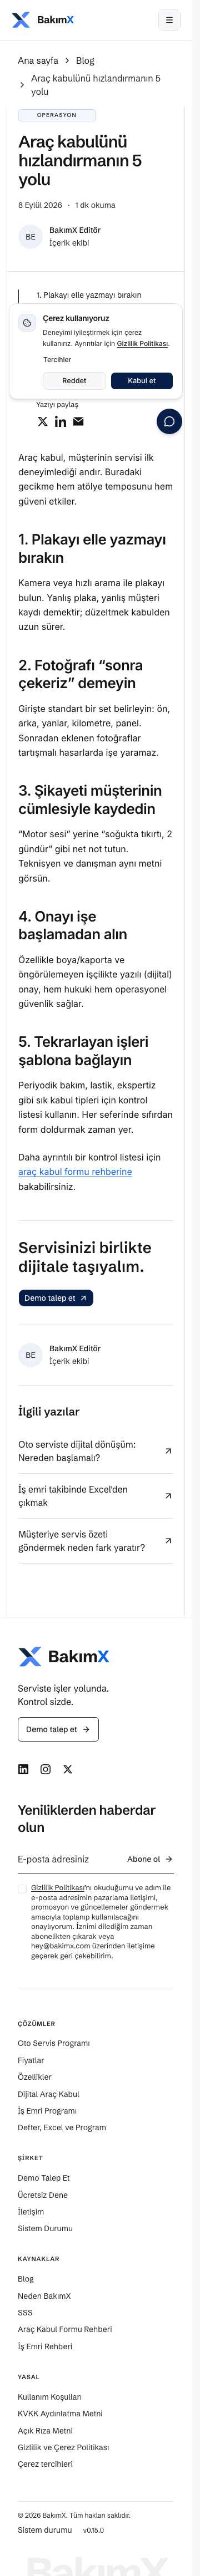 BakımX
Ana sayfa > Blog
> Araç kabulünü hızlandırmanın 5
yolu
OPERASYON
Araç kabulünü
hızlandırmanın 5
yolu
8 Eylül 2026 · 1 dk okuma
BE
BakımX Editör
İçerik ekibi
1. Plakayı elle yazmayı bırakın
Çerez kullanıyoruz
Deneyimi iyileştirmek için çerez
kullanırız. Ayrıntılar için Gizlilik Politikası.
Tercihler
Reddet
Kabul et
Yazıyı paylaş
Araç kabul, müşterinin servisi ilk
deneyimlediği andır. Buradaki
gecikme hem atölye temposunu hem
güveni etkiler.
1. Plakayı elle yazmayı
bırakın
Kamera veya hızlı arama ile plakayı
bulun. Yanlış plaka, yanlış müşteri
kaydı demektir; düzeltmek kabulden
uzun sürer.
2. Fotoğrafı “sonra
çekeriz” demeyin
Girişte standart bir set belirleyin: ön,
arka, yanlar, kilometre, panel.
Sonradan eklenen fotoğraflar
tartışmalı hasarlarda işe yaramaz.
3. Şikayeti müşterinin
cümlesiyle kaydedin
“Motor sesi” yerine “soğukta tıkırtı, 2
gündür” gibi net not tutun.
Teknisyen ve danışman aynı metni
görsün.
4. Onayı işe
başlamadan alın
Özellikle boya/kaporta ve
öngörülemeyen işçilikte yazılı (dijital)
onay, hem hukuki hem operasyonel
güvenlik sağlar.
5. Tekrarlayan işleri
şablona bağlayın
Periyodik bakım, lastik, ekspertiz
gibi sık kabul tipleri için kontrol
listesi kullanın. Her seferinde sıfırdan
form doldurmak zaman yer.
Daha ayrıntılı bir kontrol listesi için
araç kabul formu rehberine
bakabilirsiniz.
Servisinizi birlikte
dijitale taşıyalım.
Demo talep et
BE
BakımX Editör
İçerik ekibi
İlgili yazılar
Oto serviste dijital dönüşüm:
Nereden başlamalı?
İş emri takibinde Excel'den
çıkmak
Müşteriye servis özeti
göndermek neden fark yaratır?
BakımX
Serviste işler yolunda.
Kontrol sizde.
Demo talep et
Yeniliklerden haberdar
olun
E-posta adresiniz
Abone ol
Gizlilik Politikası'nı okuduğumu ve adım ile
e-posta adresimin pazarlama iletişimi,
promosyon ve güncellemeler göndermek
amacıyla toplanıp kullanılacağını
onaylıyorum. İznimi dilediğim zaman
abonelikten çıkarak veya
hey@bakimx.com üzerinden iletişime
geçerek geri çekebilirim.
ÇÖZÜMLER
Oto Servis Programı
Fiyatlar
Özellikler
Dijital Araç Kabul
İş Emri Programı
Defter, Excel ve Program
ŞİRKET
Demo Talep Et
Ücretsiz Dene
İletişim
Sistem Durumu
KAYNAKLAR
Blog
Neden BakımX
SSS
Araç Kabul Formu Rehberi
İş Emri Rehberi
YASAL
Kullanım Koşulları
KVKK Aydınlatma Metni
Açık Rıza Metni
Gizlilik ve Çerez Politikası
Çerez tercihleri
© 2026 BakımX. Tüm hakları saklıdır.
Sistem durumu v0.15.0
BakımX